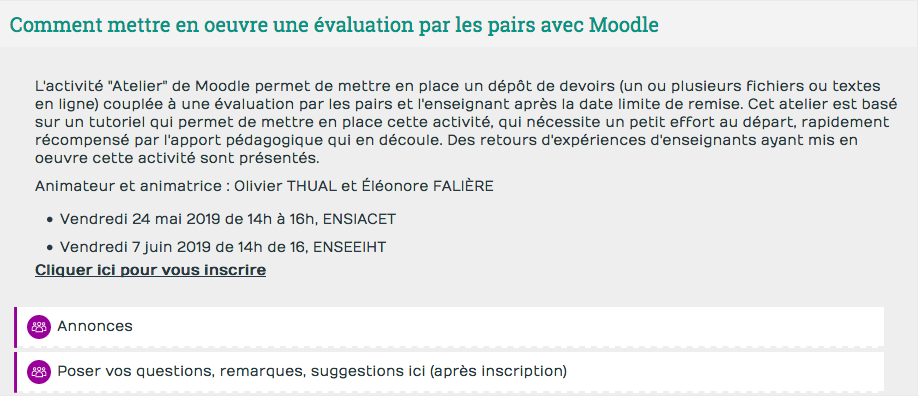 Comment mettre en oeuvre une évaluation par les pairs avec Moodle
L'activité "Atelier" de Moodle permet de mettre en place un dépôt de devoirs (un ou plusieurs fichiers ou textes
en ligne) couplée à une évaluation par les pairs et l'enseignant après la date limite de remise. Cet atelier est basé
sur un tutoriel qui permet de mettre en place cette activité, qui nécessite un petit effort au départ, rapidement
récompensé par l'apport pédagogique qui en découle. Des retours d'expériences d'enseignants ayant mis en
oeuvre cette activité sont présentés.
Animateur et animatrice : Olivier THUAL et Éléonore FALIÈRE
• Vendredi 24 mai 2019 de 14h à 16h, ENSIACET
• Vendredi 7 juin 2019 de 14h de 16, ENSEEIHT
Cliquer ici pour vous inscrire
Annonces
Poser vos questions, remarques, suggestions ici (après inscription)